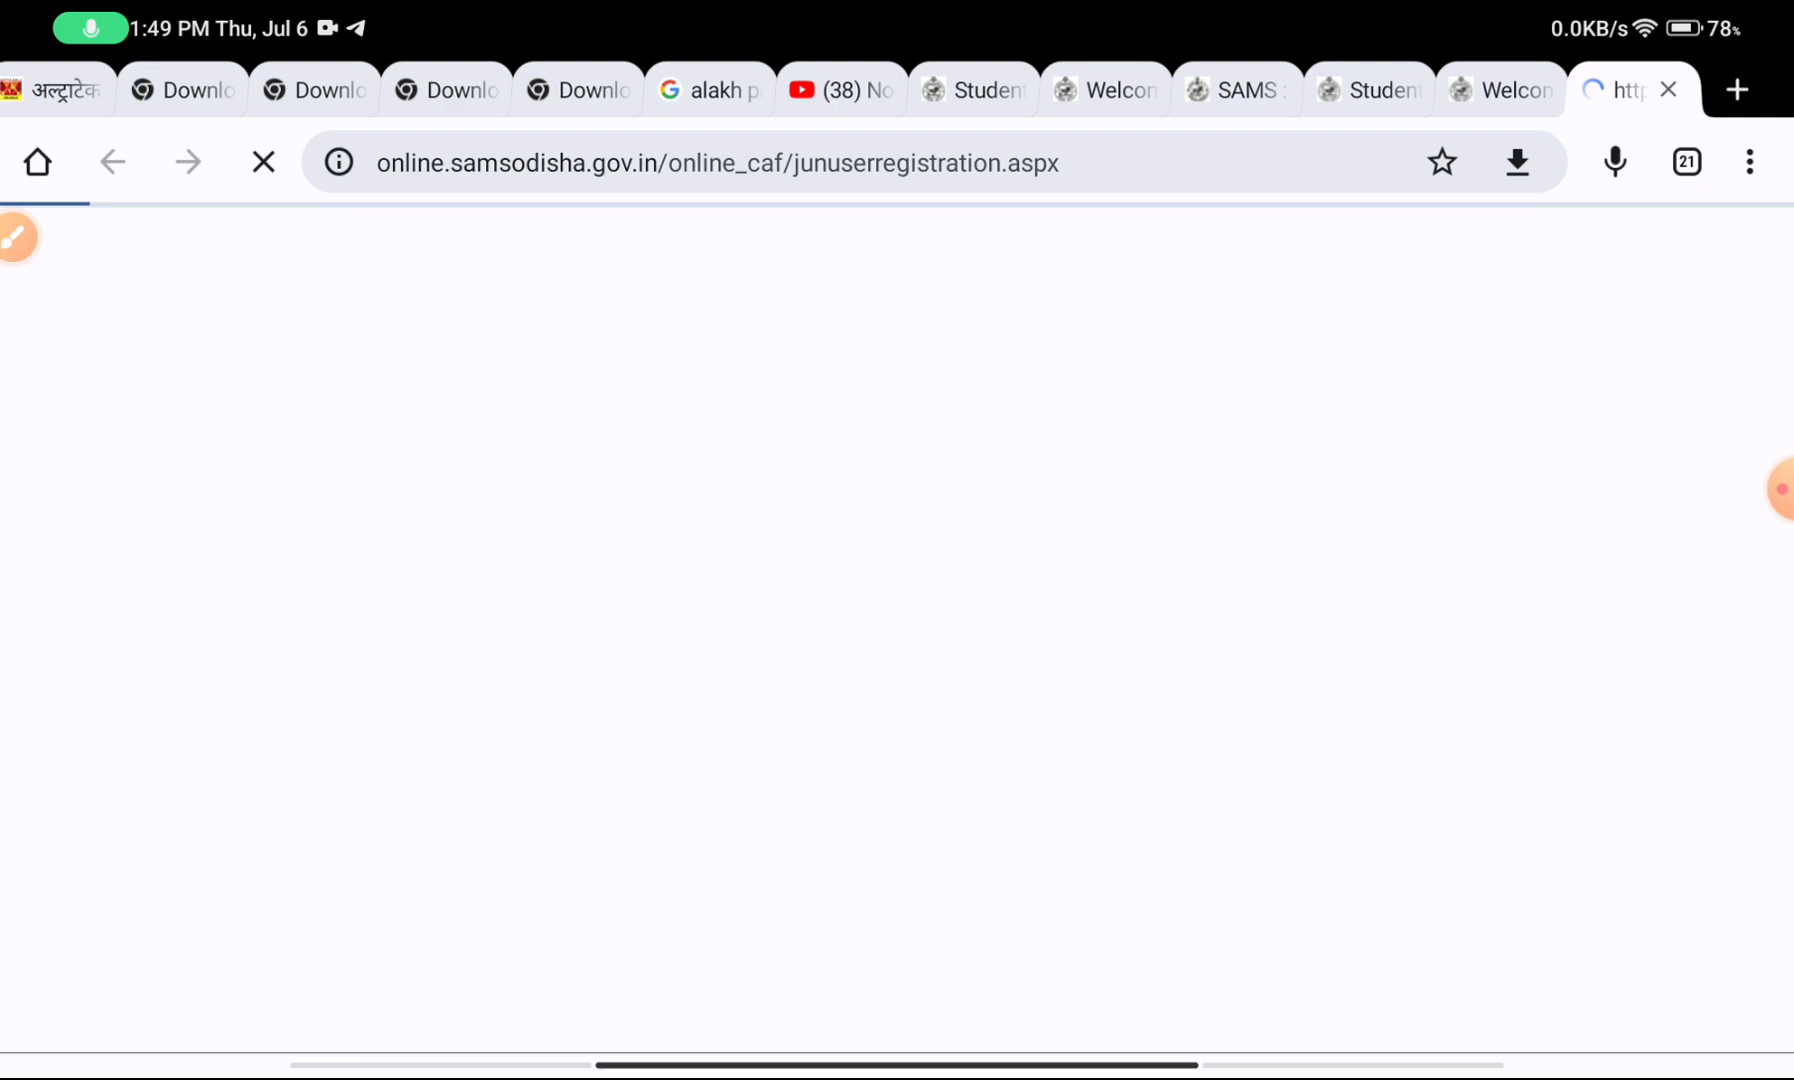 1:49 PM Thu, Jul 6
0.0KB/s 78%
अल्ट्राटेक Downlo Downlo Downlo Downlo alakh p (38) No Student Welcom SAMS : Student Welcon http
online.samsodisha.gov.in/online_caf/junuserregistration.aspx 21